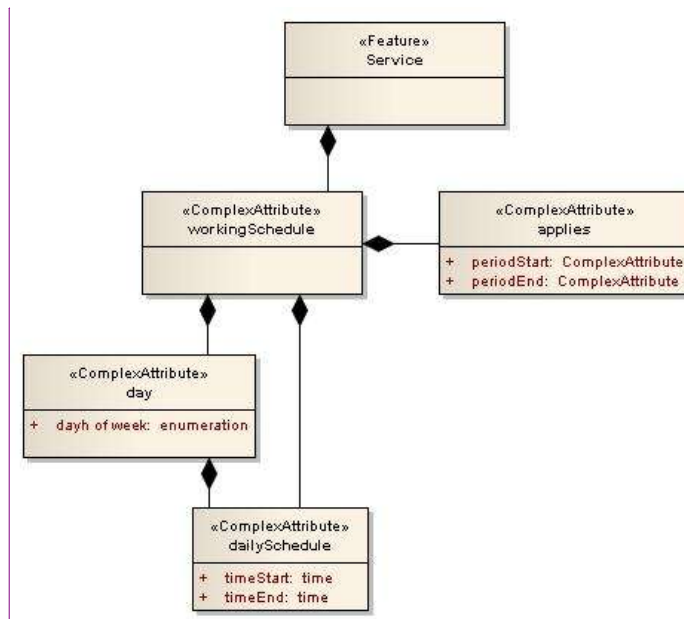 «Feature»
Service
«ComplexAttribute»
workingSchedule
«ComplexAttribute»
applies
+ periodStart: ComplexAttribute
+ periodEnd: ComplexAttribute
«ComplexAttribute»
day
+ dayh of week: enumeration
«ComplexAttribute»
dailySchedule
+ timeStart: time
+ timeEnd: time